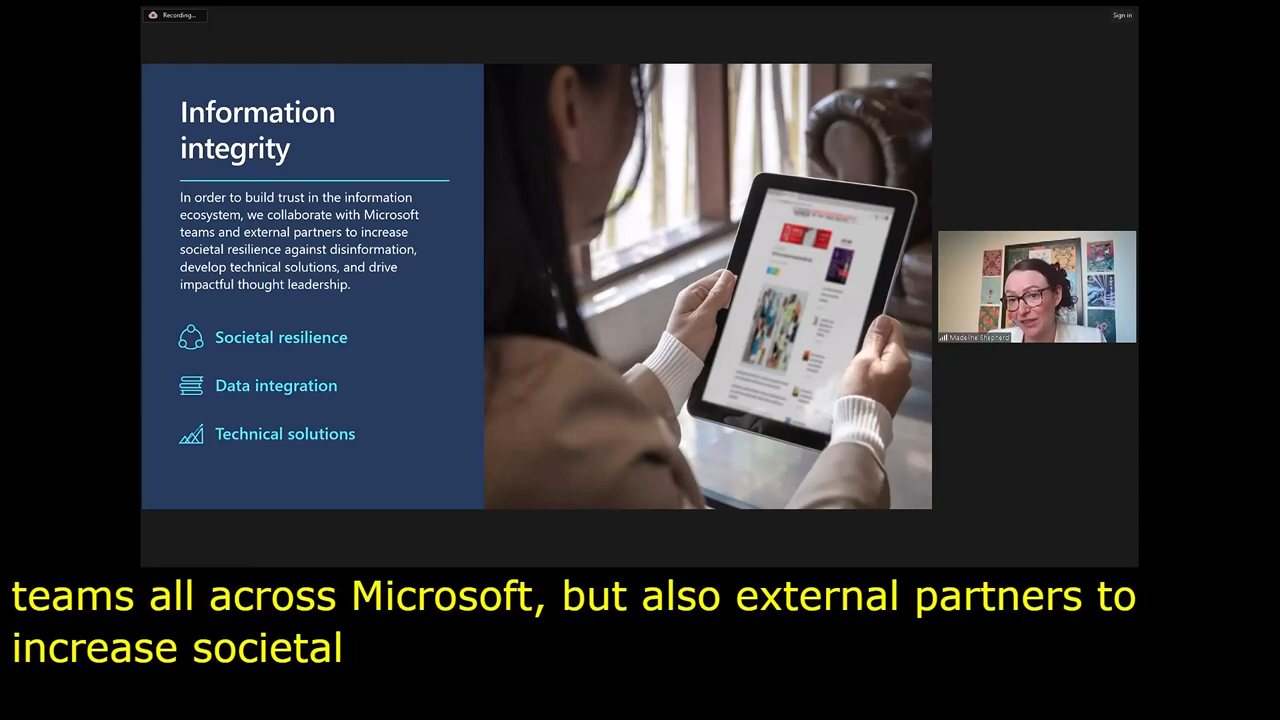 Recording...
Sign in
Information
integrity
In order to build trust in the information
ecosystem, we collaborate with Microsoft
teams and external partners to increase
societal resilience against disinformation,
develop technical solutions, and drive
impactful thought leadership.
Societal resilience
Data integration
Technical solutions
Madeline Shepherd
teams all across Microsoft, but also external partners to
increase societal